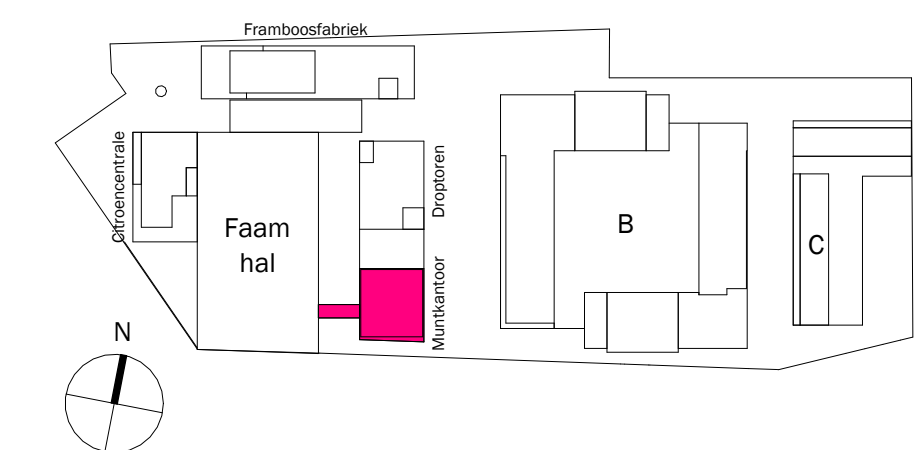 Framboosfabriek
Citroencentrale
Droptoren
Faam
hal
B
C
Muntkantoor
N